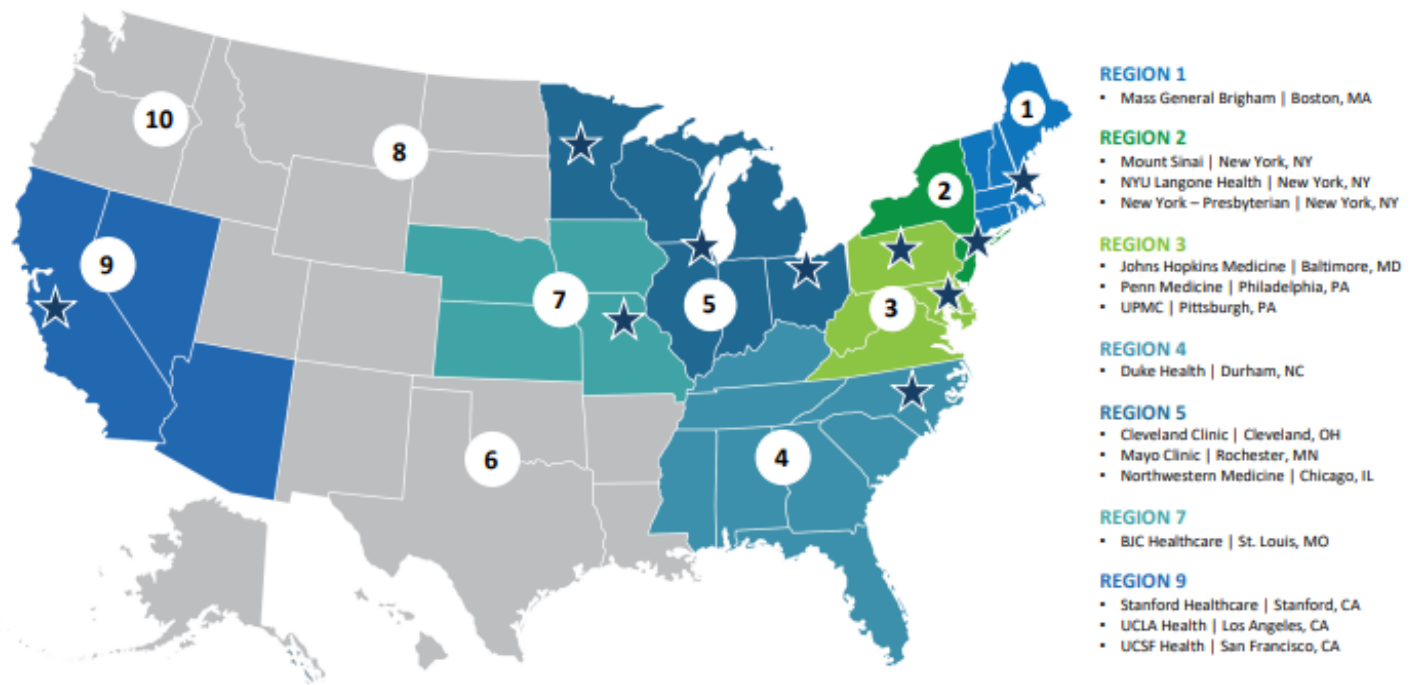 10
8
1
2
9
7
5
3
6
4
REGION 1
▪ Mass General Brigham | Boston, MA
REGION 2
▪ Mount Sinai | New York, NY
▪ NYU Langone Health | New York, NY
▪ New York – Presbyterian | New York, NY
REGION 3
▪ Johns Hopkins Medicine | Baltimore, MD
▪ Penn Medicine | Philadelphia, PA
▪ UPMC | Pittsburgh, PA
REGION 4
▪ Duke Health | Durham, NC
REGION 5
▪ Cleveland Clinic | Cleveland, OH
▪ Mayo Clinic | Rochester, MN
▪ Northwestern Medicine | Chicago, IL
REGION 7
▪ BJC Healthcare | St. Louis, MO
REGION 9
▪ Stanford Healthcare | Stanford, CA
▪ UCLA Health | Los Angeles, CA
▪ UCSF Health | San Francisco, CA